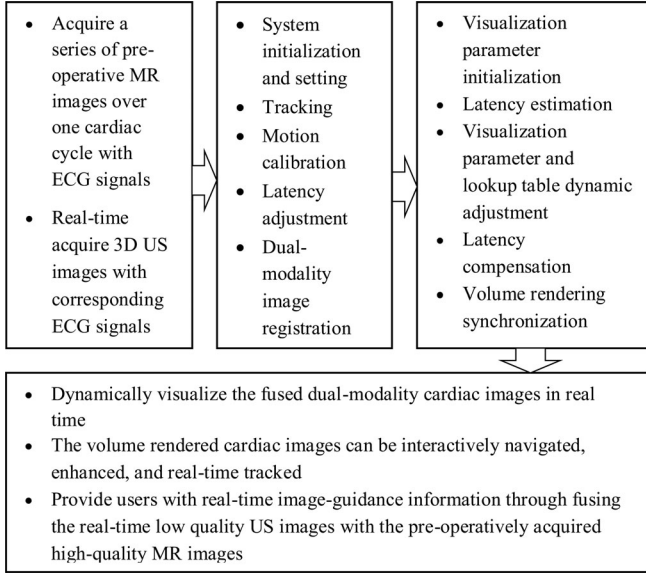 • Acquire a
series of pre-
operative MR
images over
one cardiac
cycle with
ECG signals
• Real-time
acquire 3D US
images with
corresponding
ECG signals
• System
initialization
and setting
• Tracking
• Motion
calibration
• Latency
adjustment
• Dual-
modality
image
registration
• Visualization
parameter
initialization
• Latency estimation
• Visualization
parameter and
lookup table dynamic
adjustment
• Latency
compensation
• Volume rendering
synchronization
• Dynamically visualize the fused dual-modality cardiac images in real
time
• The volume rendered cardiac images can be interactively navigated,
enhanced, and real-time tracked
• Provide users with real-time image-guidance information through fusing
the real-time low quality US images with the pre-operatively acquired
high-quality MR images